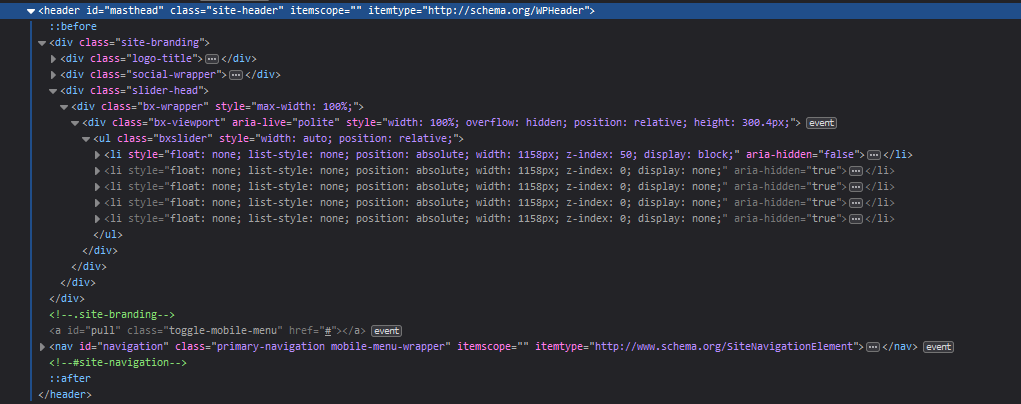 <header id="masthead" class="site-header" itemscope="" itemtype="http://schema.org/WPHeader">
::before
<div class="site-branding">
<div class="logo-title">⋯</div>
<div class="social-wrapper">⋯</div>
<div class="slider-head">
<div class="bx-wrapper" style="max-width: 100%;">
<div class="bx-viewport" aria-live="polite" style="width: 100%; overflow: hidden; position: relative; height: 300.4px;"> event
<ul class="bxslider" style="width: auto; position: relative;">
<li style="float: none; list-style: none; position: absolute; width: 1158px; z-index: 50; display: block;" aria-hidden="false">⋯</li>
<li style="float: none; list-style: none; position: absolute; width: 1158px; z-index: 0; display: none;" aria-hidden="true">⋯</li>
<li style="float: none; list-style: none; position: absolute; width: 1158px; z-index: 0; display: none;" aria-hidden="true">⋯</li>
<li style="float: none; list-style: none; position: absolute; width: 1158px; z-index: 0; display: none;" aria-hidden="true">⋯</li>
<li style="float: none; list-style: none; position: absolute; width: 1158px; z-index: 0; display: none;" aria-hidden="true">⋯</li>
</ul>
</div>
</div>
</div>
</div>
<!--.site-branding-->
<a id="pull" class="toggle-mobile-menu" href="#"></a> event
<nav id="navigation" class="primary-navigation mobile-menu-wrapper" itemscope="" itemtype="http://www.schema.org/SiteNavigationElement">⋯</nav> event
<!--#site-navigation-->
::after
</header>